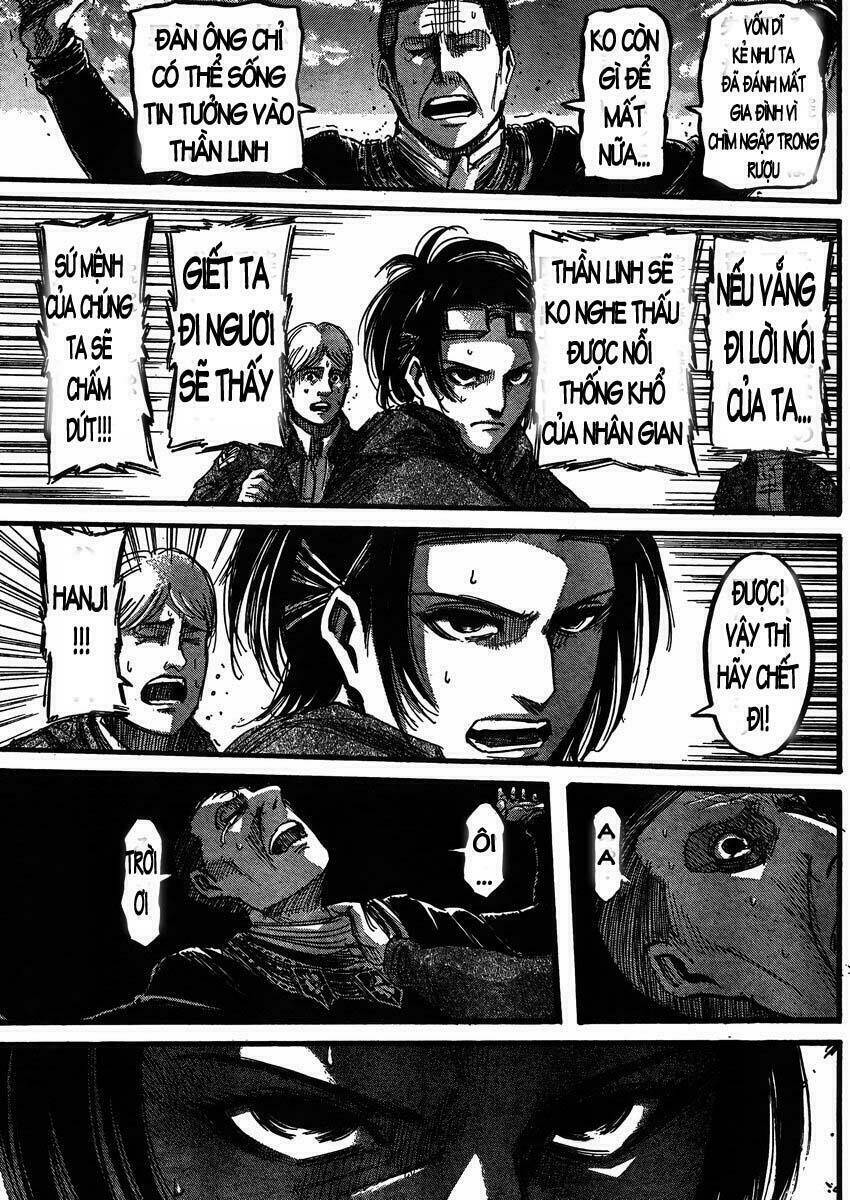 VỐN DĨ
KẺ NHƯ TA
ĐÃ ĐÁNH MẤT
GIA ĐÌNH VÌ
CHÌM NGẬP TRONG
RƯỢU
KO CÒN
GÌ ĐỂ
MẤT
NỮA...
ĐÀN ÔNG CHỈ
CÓ THỂ SỐNG
TIN TƯỞNG VÀO
THẦN LINH
NẾU VẮNG
ĐI LỜI NÓI
CỦA TA...
THẦN LINH SẼ
KO NGHE THẤU
ĐƯỢC NỖI
THỐNG KHỔ
CỦA NHÂN GIAN
GIẾT TA
ĐI NGƯƠI
SẼ THẤY
SỨ MỆNH
CỦA CHÚNG
TA SẼ
CHẤM
DỨT!!!
ĐƯỢC!
VẬY THÌ
HÃY CHẾT
ĐI!
HANJI
!!!
A
A
ÔI
...
TRỜI
ƠI